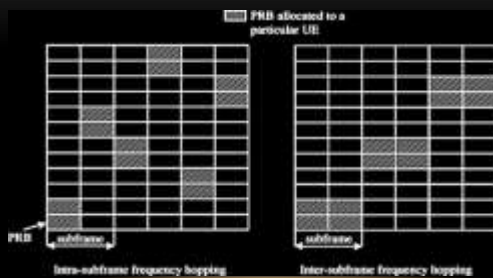 PRB allocated to a
particular UE
PRB
subframe
subframe
Intra-subframe frequency hopping
Inter-subframe frequency hopping